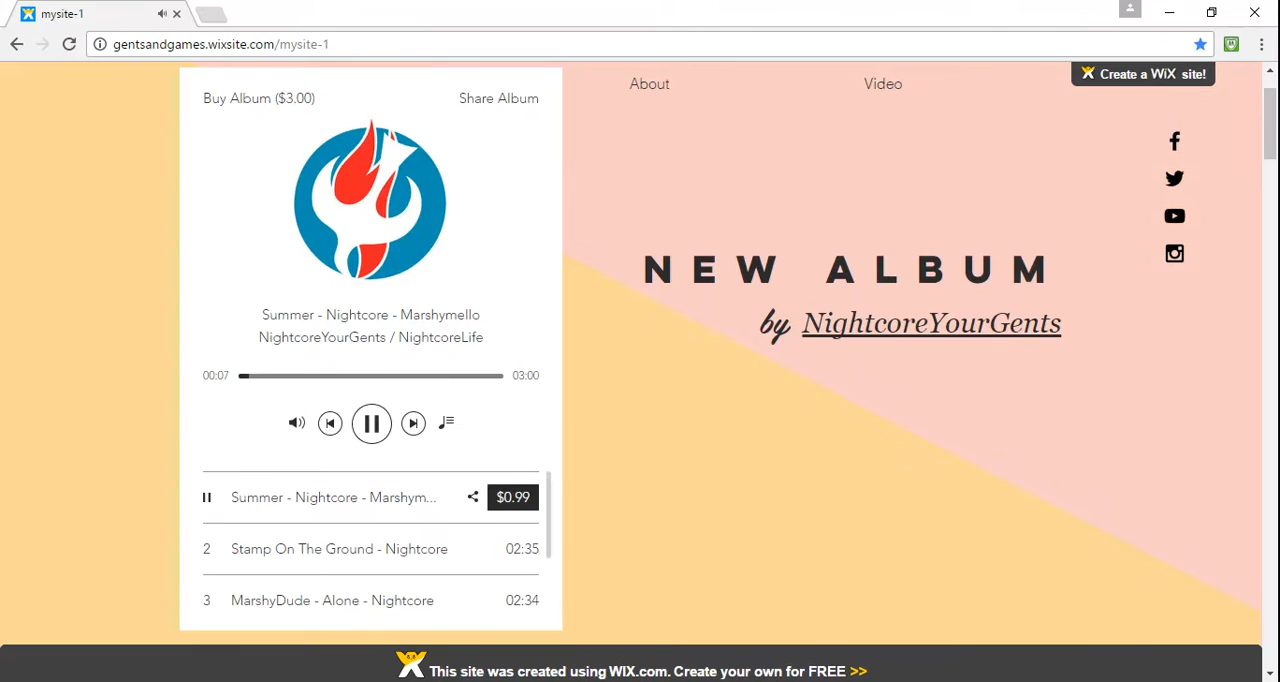 mysite-1
gentsandgames.wixsite.com/mysite-1
Create a WiX site!
Buy Album ($3.00)
Share Album
About
Video
NEW ALBUM
by NightcoreYourGents
Summer - Nightcore - Marshymello
NightcoreYourGents / NightcoreLife
00:07
03:00
Summer - Nightcore - Marshym...
$0.99
2 Stamp On The Ground - Nightcore 02:35
3 MarshyDude - Alone - Nightcore 02:34
This site was created using WIX.com. Create your own for FREE >>